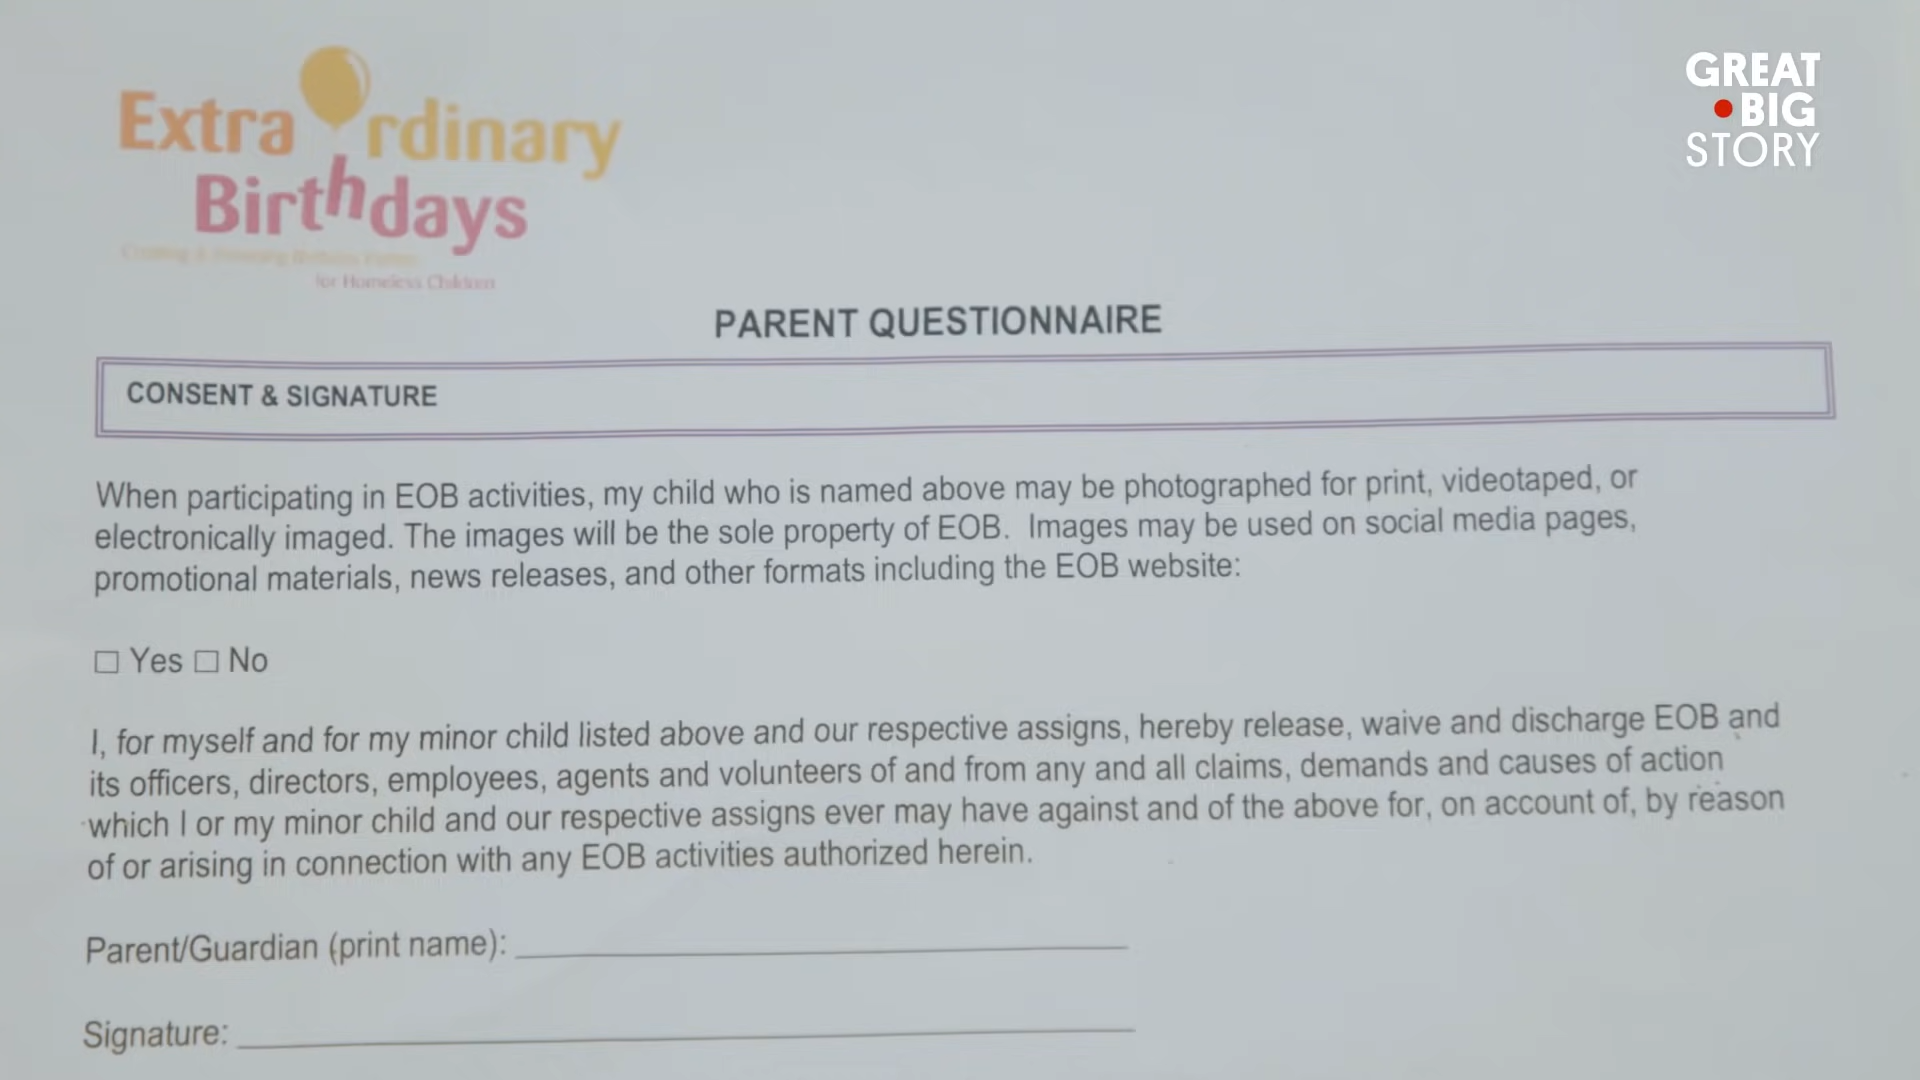 Extra rdinary
Birthdays
for Homeless Children
GREAT
BIG
STORY
PARENT QUESTIONNAIRE
CONSENT & SIGNATURE
When participating in EOB activities, my child who is named above may be photographed for print, videotaped, or
electronically imaged. The images will be the sole property of EOB. Images may be used on social media pages,
promotional materials, news releases, and other formats including the EOB website:
☐ Yes ☐ No
I, for myself and for my minor child listed above and our respective assigns, hereby release, waive and discharge EOB and
its officers, directors, employees, agents and volunteers of and from any and all claims, demands and causes of action
which I or my minor child and our respective assigns ever may have against and of the above for, on account of, by reason
of or arising in connection with any EOB activities authorized herein.
Parent/Guardian (print name):
Signature: